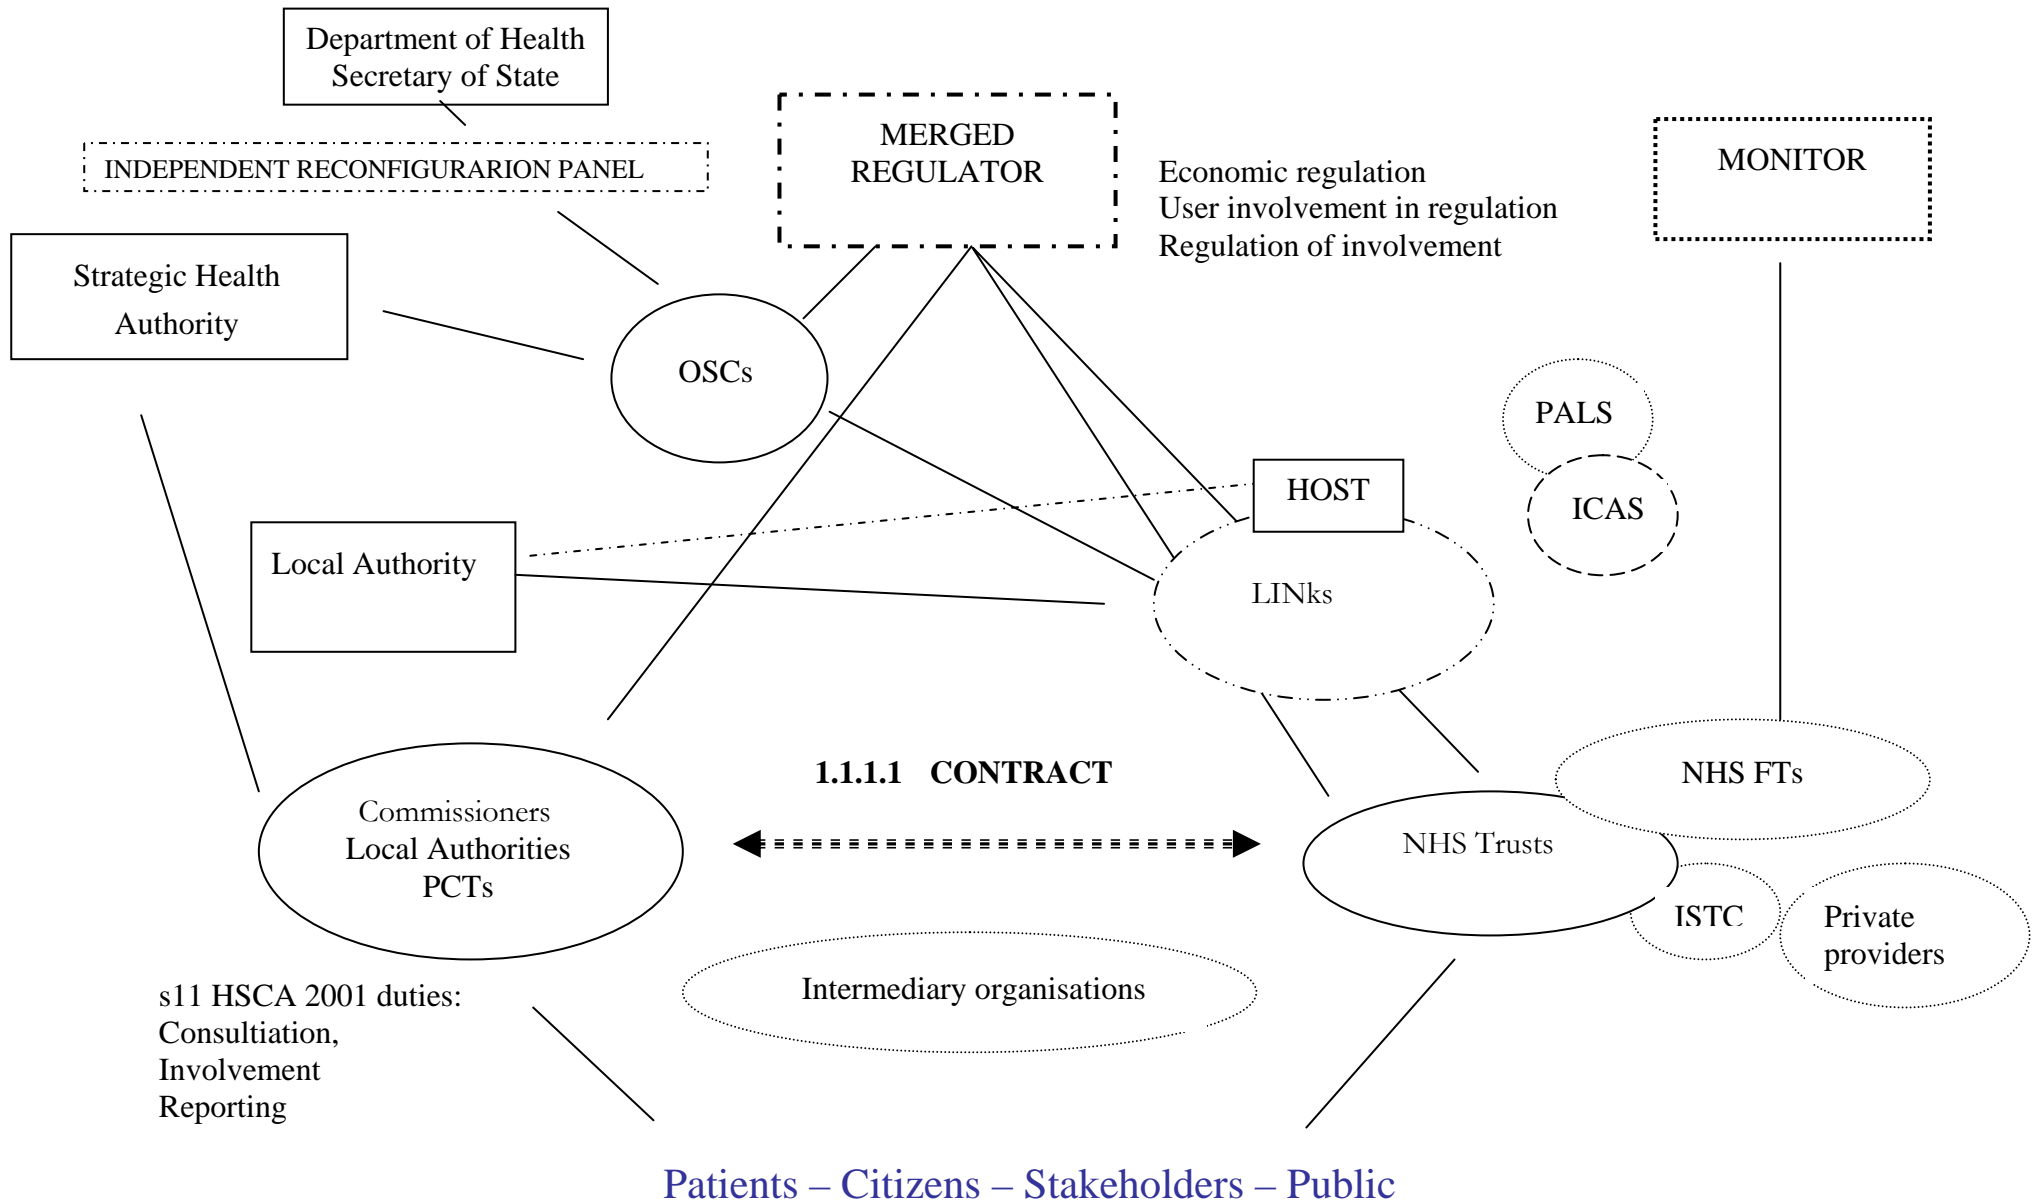 Department of Health
Secretary of State
INDEPENDENT RECONFIGURARION PANEL
MERGED
REGULATOR
Economic regulation
User involvement in regulation
Regulation of involvement
MONITOR
Strategic Health
Authority
OSCs
PALS
ICAS
HOST
Local Authority
LINks
1.1.1.1 CONTRACT
NHS FTs
Commissioners
Local Authorities
PCTs
NHS Trusts
ISTC
Private
providers
Intermediary organisations
s11 HSCA 2001 duties:
Consultiation,
Involvement
Reporting
Patients – Citizens – Stakeholders – Public